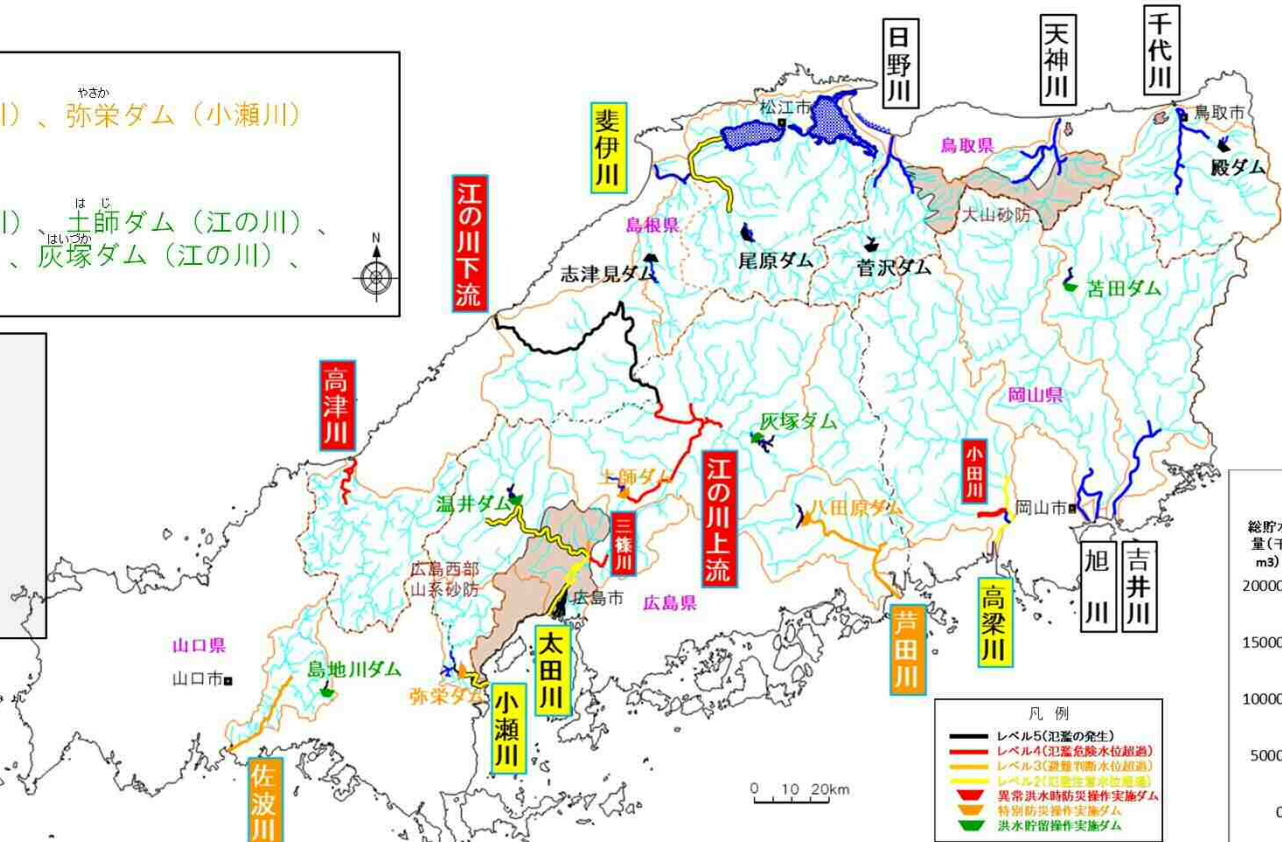 やさか
川）、弥栄ダム（小瀬川）
はじ
川）、土師ダム（江の川）、
はいづか
、灰塚ダム（江の川）、
N
千代川
天神川
日野川
松江市
鳥取市
鳥取県
斐伊川
殿ダム
江の川下流
大山砂防
島根県
尾原ダム
菅沢ダム
志津見ダム
苫田ダム
高津川
岡山県
灰塚ダム
小田川
江の川上流
土師ダム
温井ダム
八田原ダム
岡山市
三篠川
旭川
吉井川
広島西部
山系砂防
広島市
広島県
高梁川
太田川
芦田川
山口県
島地川ダム
山口市
弥栄ダム
小瀬川
佐波川
0 10 20km
凡 例
レベル5(氾濫の発生)
レベル4(氾濫危険水位超過)
レベル3(避難判断水位超過)
レベル2(氾濫注意水位超過)
異常洪水時防災操作実施ダム
特別防災操作実施ダム
洪水貯留操作実施ダム
総貯水
量(千
m3)
20000
15000
10000
5000
0